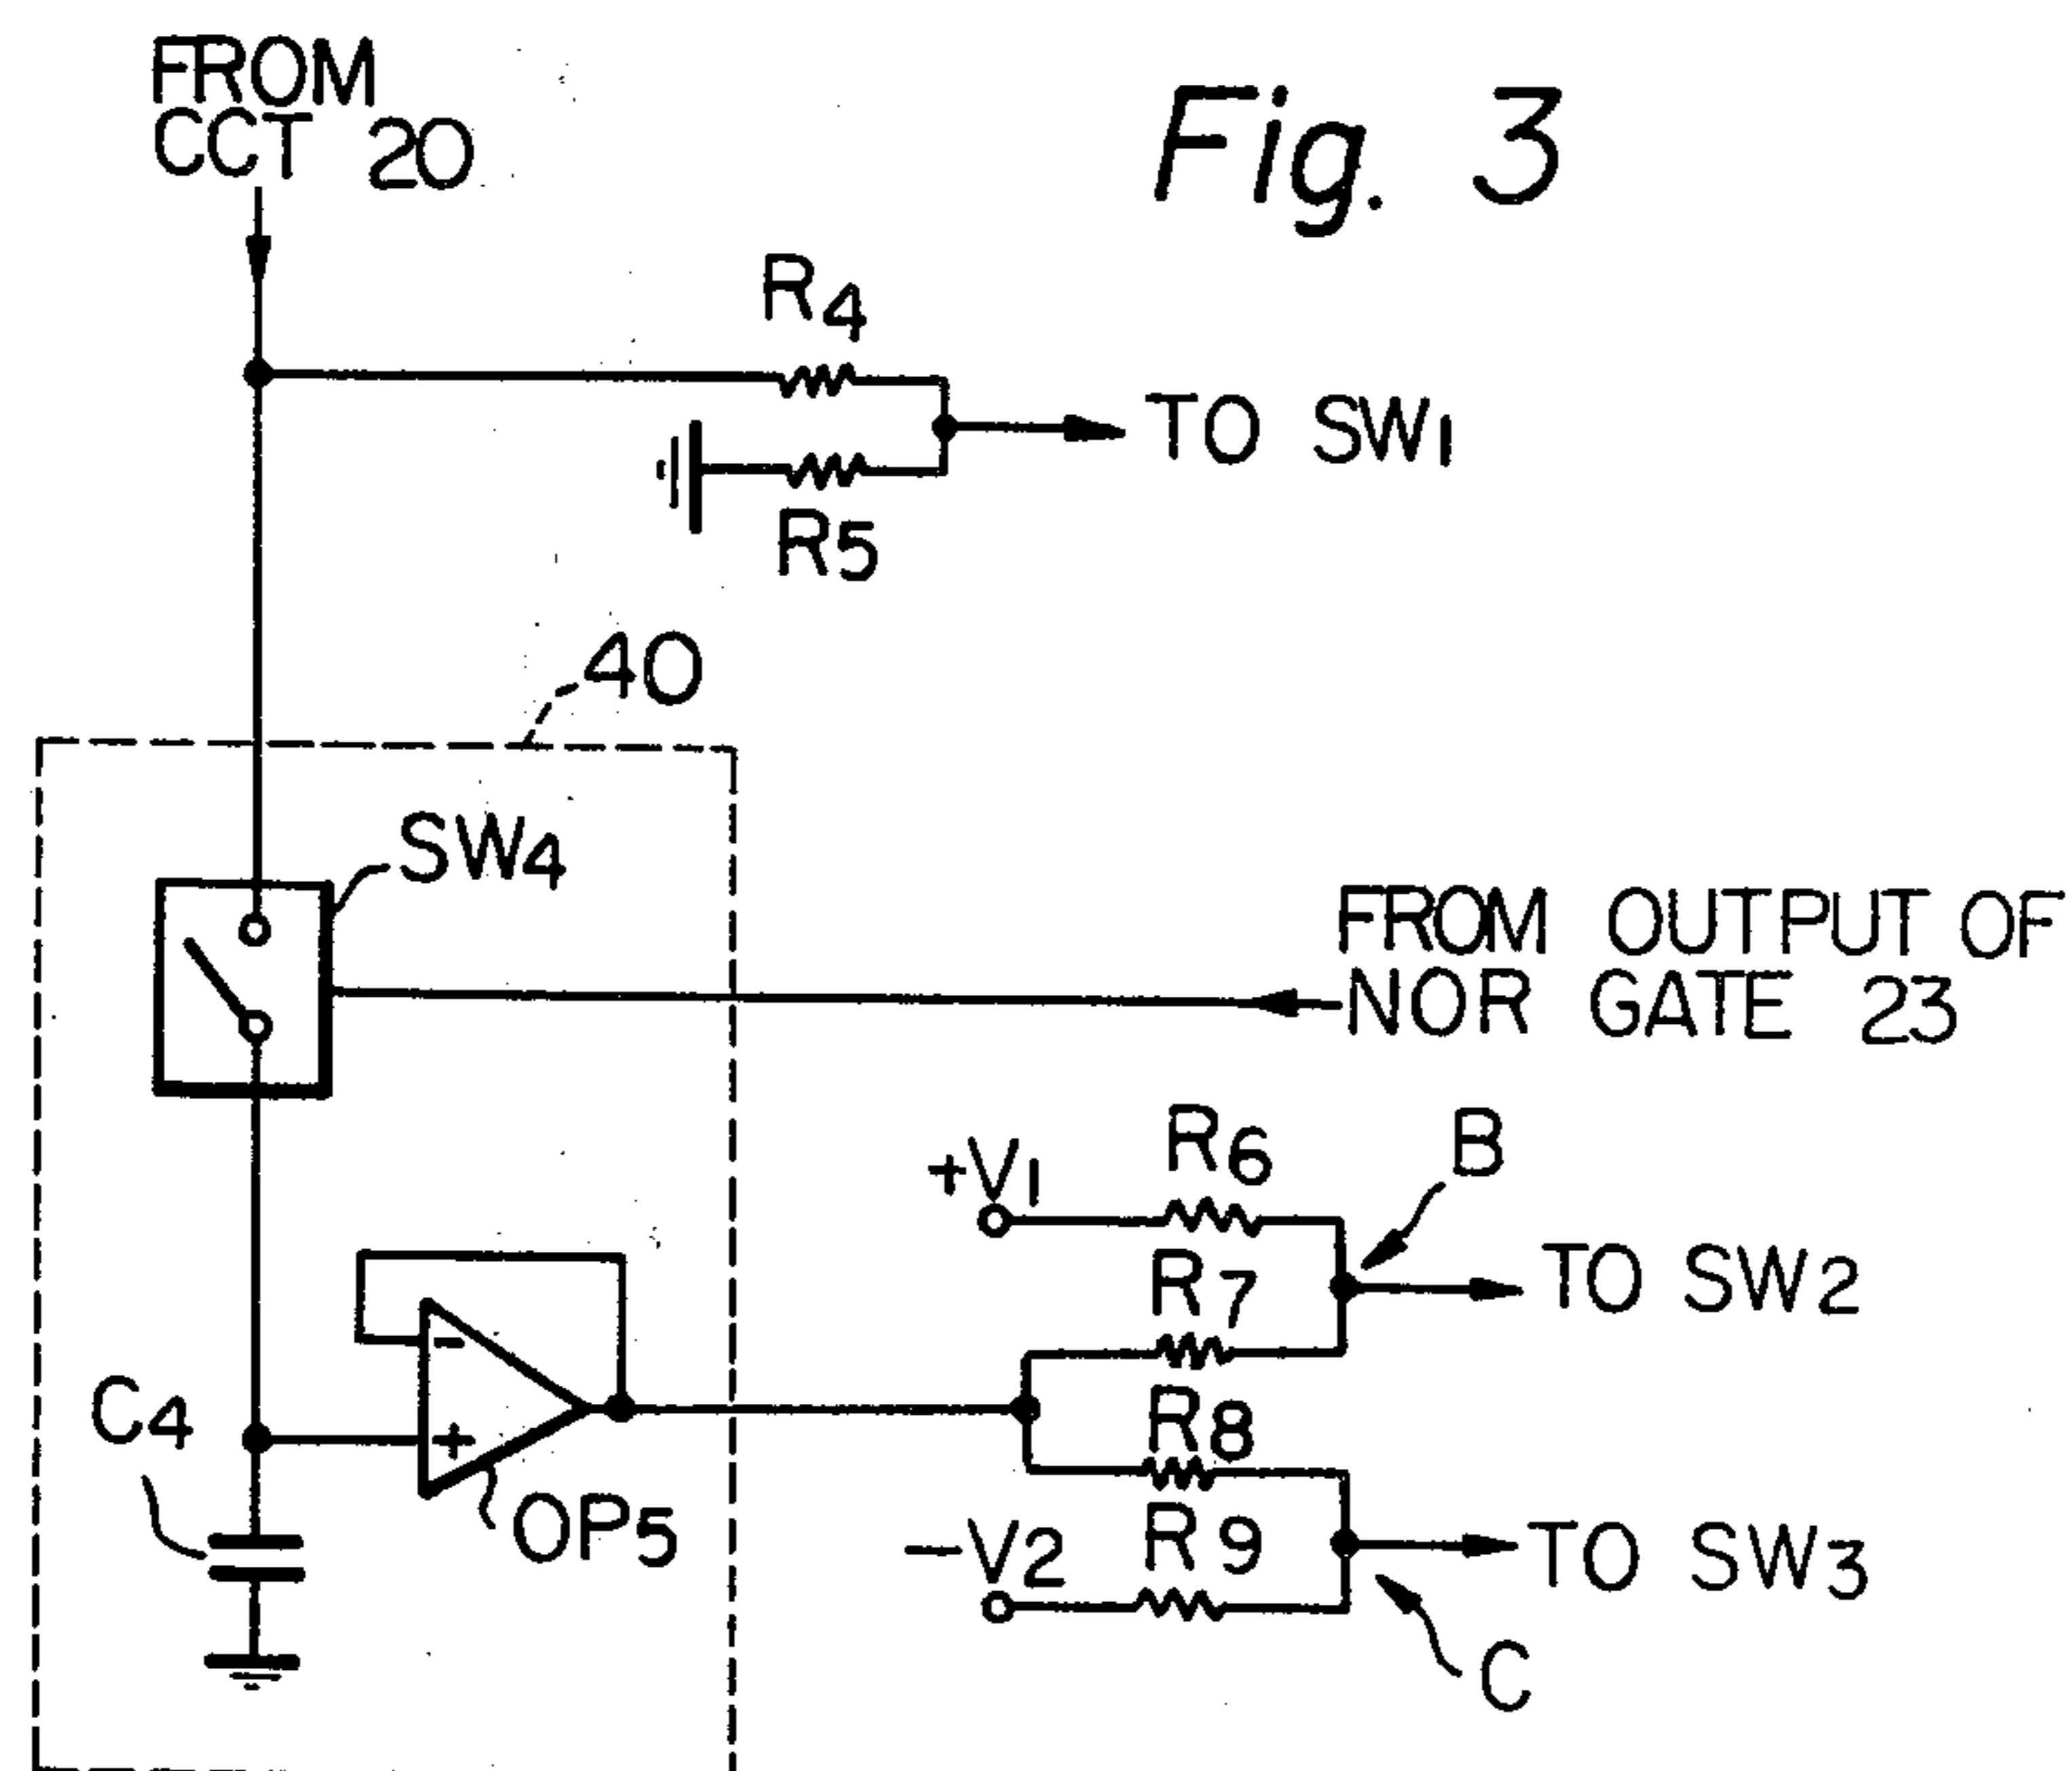 FROM
CCT 20
Fig. 3
R4
TO SW1
R5
40
SW4
FROM OUTPUT OF
NOR GATE 23
+V1
R6
B
R7
TO SW2
-
C4
+
R8
OP5
-V2
R9
TO SW3
C